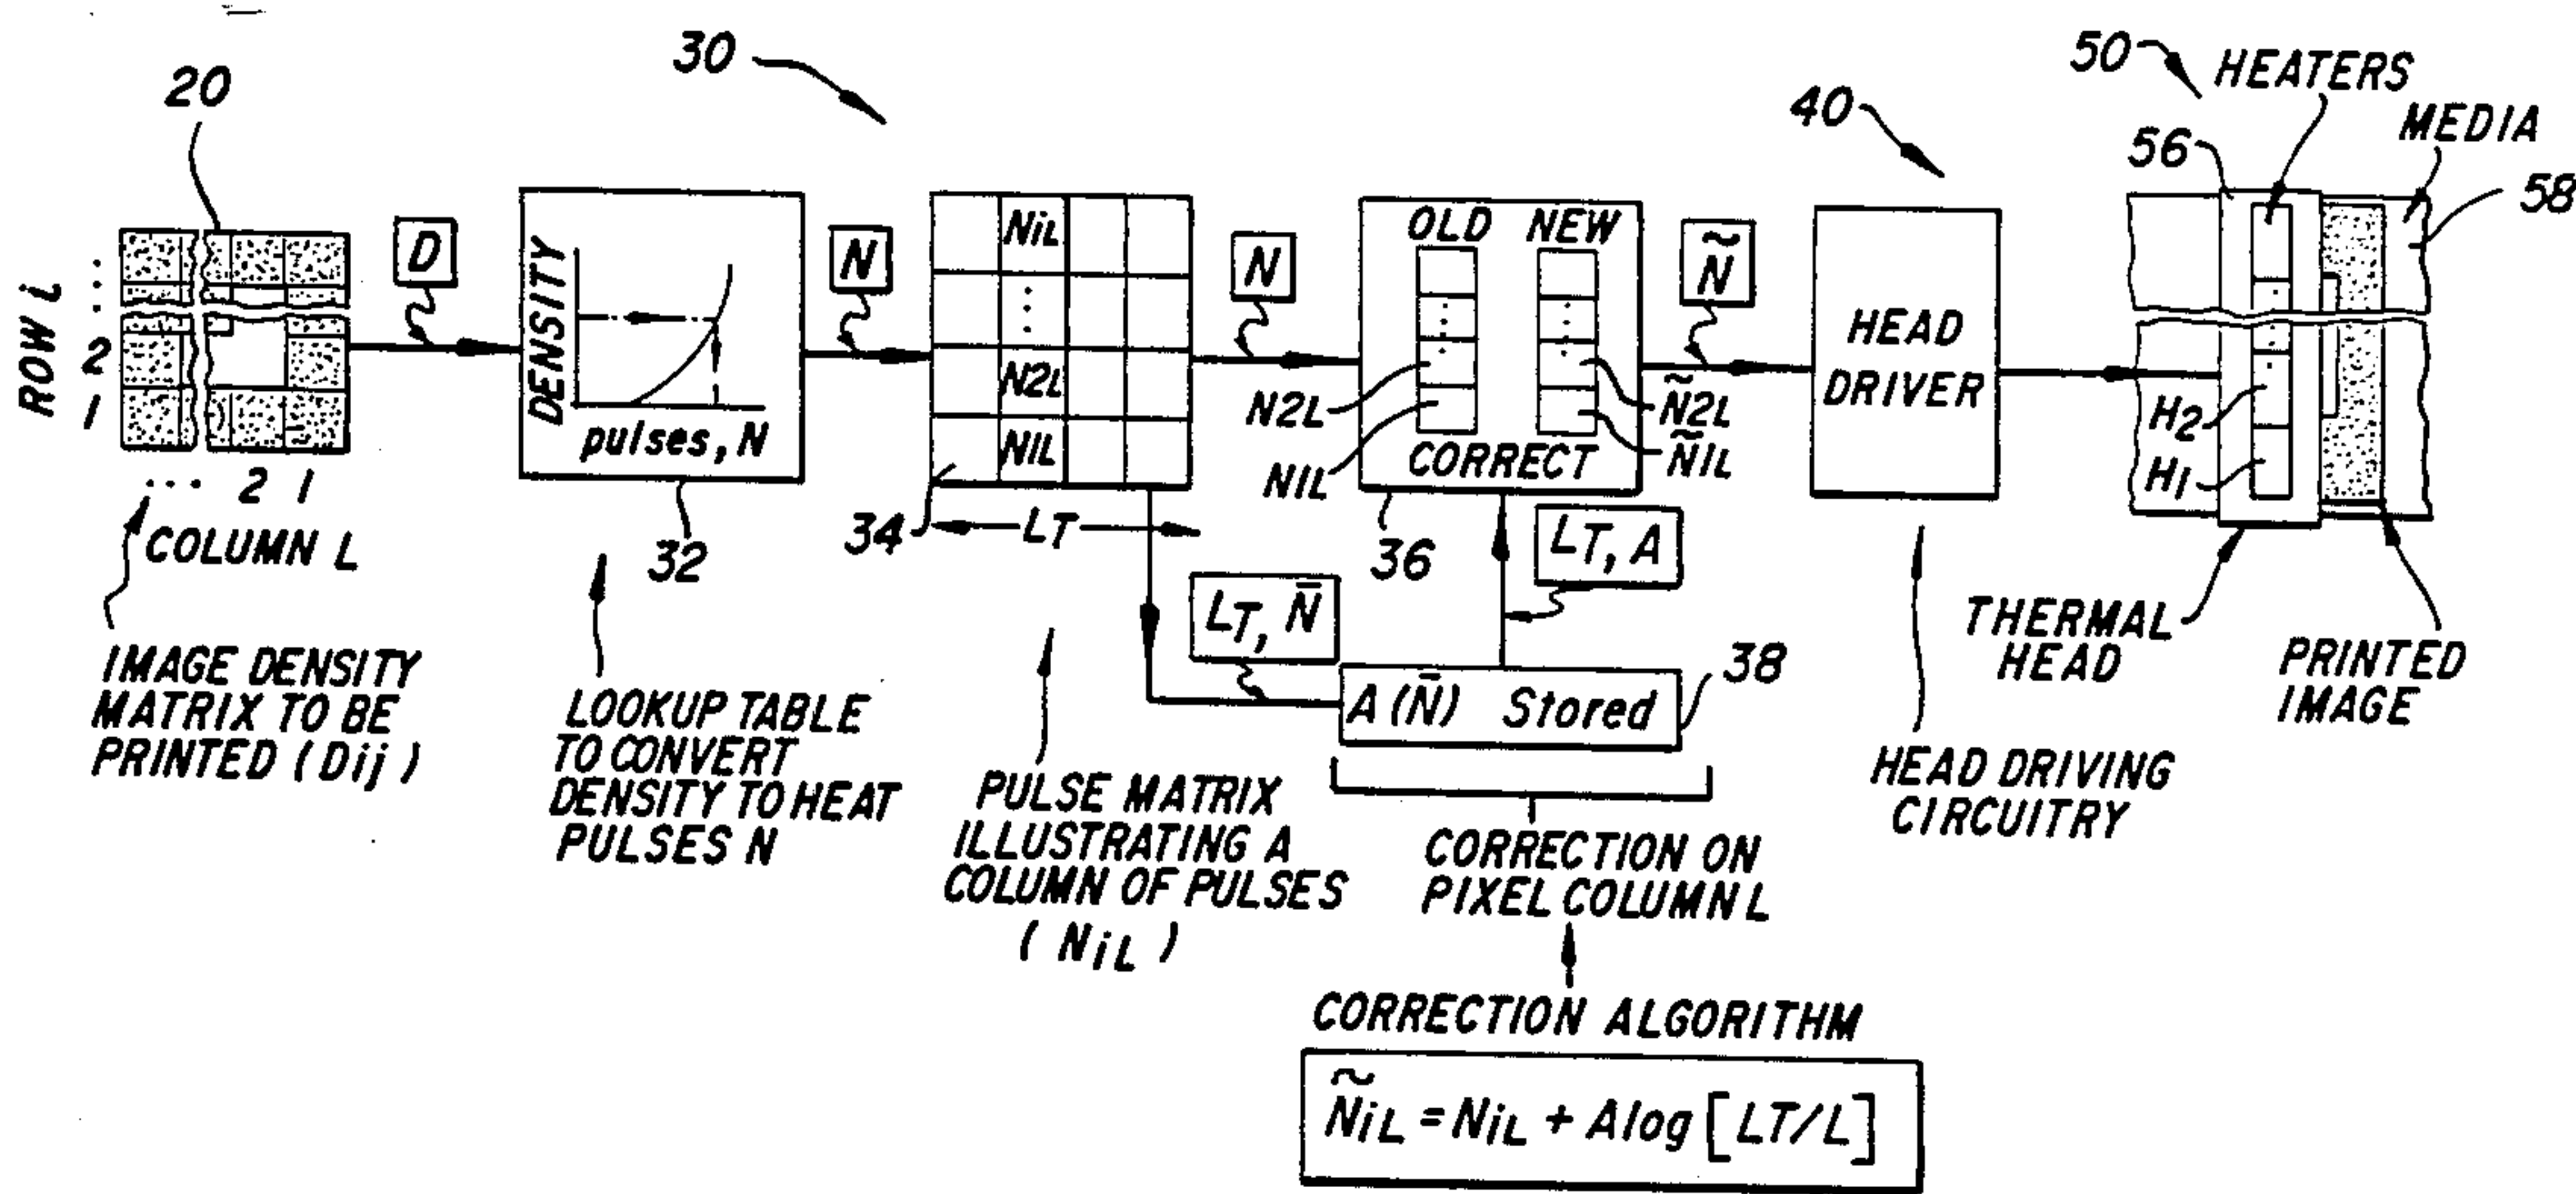 20
ROW i
...
2
1
... 2 1
COLUMN L
IMAGE DENSITY
MATRIX TO BE
PRINTED (Dij)
D
30
DENSITY
pulses, N
32
LOOKUP TABLE
TO CONVERT
DENSITY TO HEAT
PULSES N
N
NiL
⋮
N2L
N1L
34
LT
PULSE MATRIX
ILLUSTRATING A
COLUMN OF PULSES
(NiL)
N
LT, N̄
OLD NEW
N2L
N1L
Ñ2L
Ñ1L
CORRECT
36
LT, A
A(N̄) Stored
38
CORRECTION ON
PIXEL COLUMN L
CORRECTION ALGORITHM
ÑiL = NiL + Alog [LT/L]
Ñ
40
HEAD
DRIVER
HEAD DRIVING
CIRCUITRY
50
HEATERS
MEDIA
56
58
H2
H1
THERMAL
HEAD
PRINTED
IMAGE